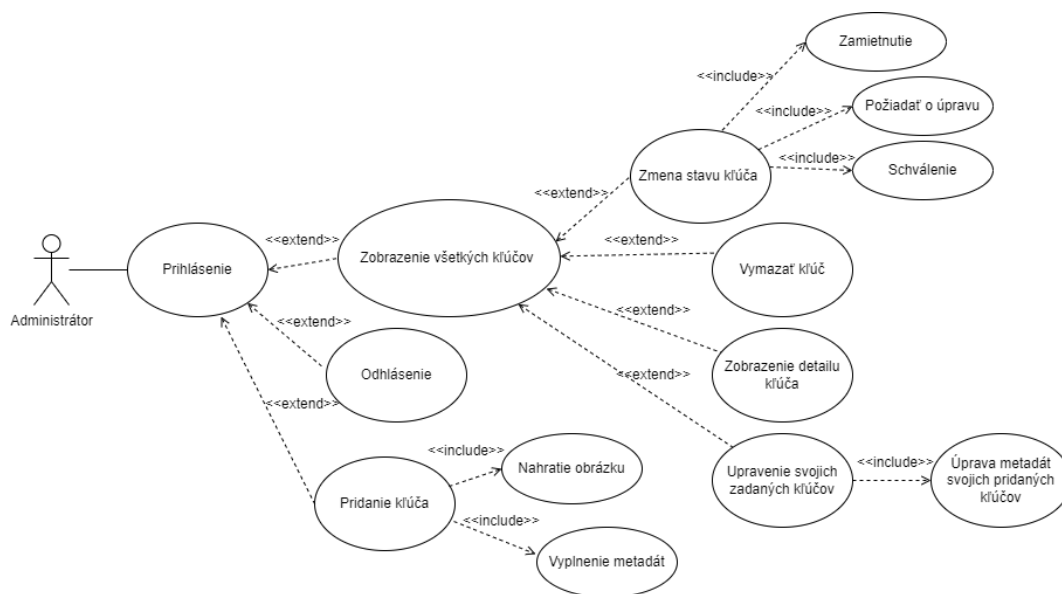 Zamietnutie
<<include>>
Požiadať o úpravu
<<include>>
<<include>>
Schválenie
Zmena stavu kľúča
<<extend>>
<<extend>>
<<extend>>
Zobrazenie všetkých kľúčov
Prihlásenie
Vymazať kľúč
Administrátor
<<extend>>
<<extend>>
Zobrazenie detailu
kľúča
Odhlásenie
<<extend>>
<<extend>>
<<include>>
Nahratie obrázku
<<include>>
Upravenie svojich
zadaných kľúčov
Úprava metadát
svojich pridaných
kľúčov
Pridanie kľúča
<<include>>
Vyplnenie metadát